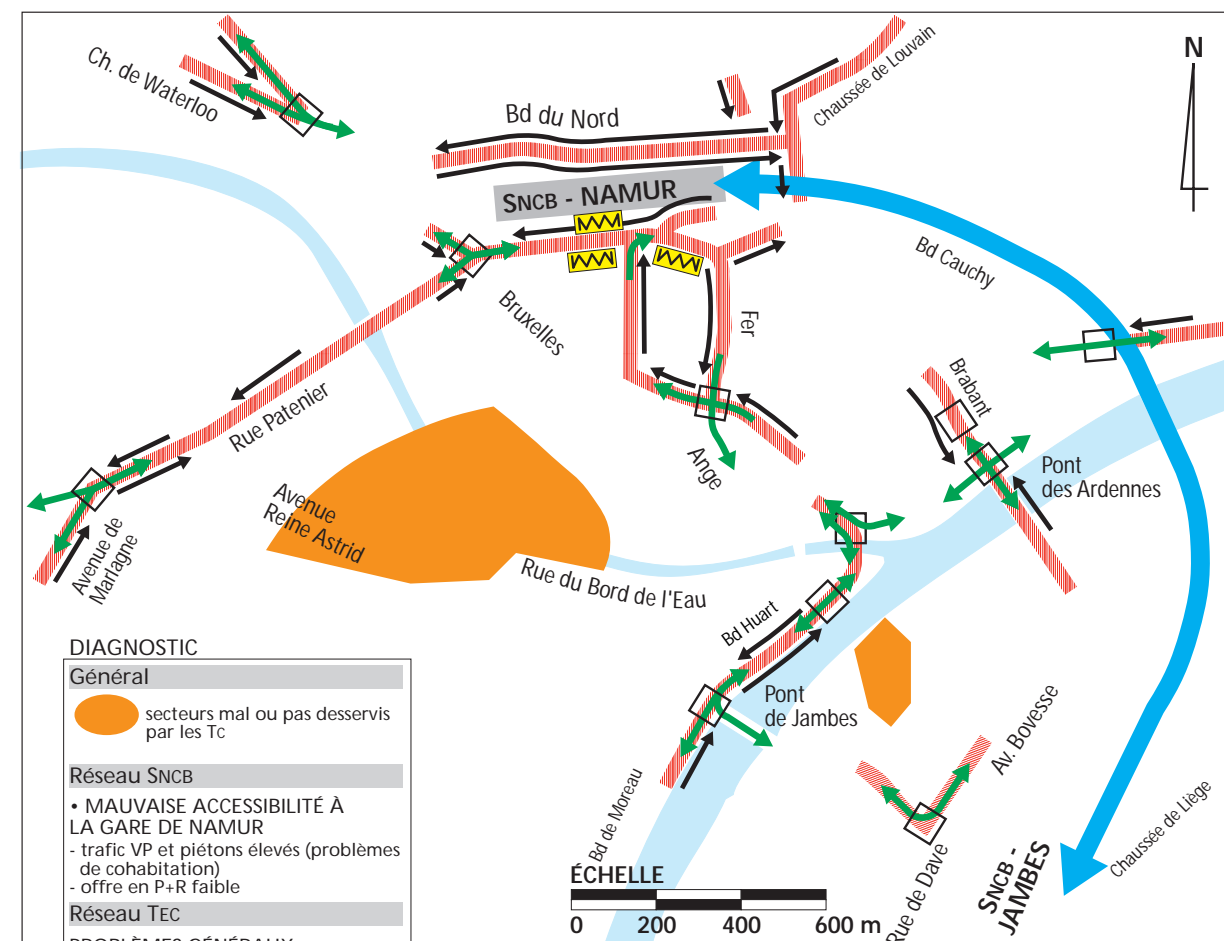 Ch. de Waterloo
Bd du Nord
Chaussée de Louvain
N
SNCB - NAMUR
Bd Cauchy
Bruxelles
Fer
Brabant
Rue Patenier
Ange
Pont
des Ardennes
Avenue
Reine Astrid
Avenue de
Marlagne
Rue du Bord de l'Eau
Bd Huart
Pont
de Jambes
Av. Bovesse
Bd de Moreau
Rue de Dave
SNCB -
JAMBES
Chaussée de Liège
ÉCHELLE
0 200 400 600 m
DIAGNOSTIC
Général
secteurs mal ou pas desservis
par les TC
Réseau SNCB
• MAUVAISE ACCESSIBILITÉ À
LA GARE DE NAMUR
- trafic VP et piétons élevés (problèmes
de cohabitation)
- offre en P+R faible
Réseau TEC
PROBLÈMES GÉNÉRAUX